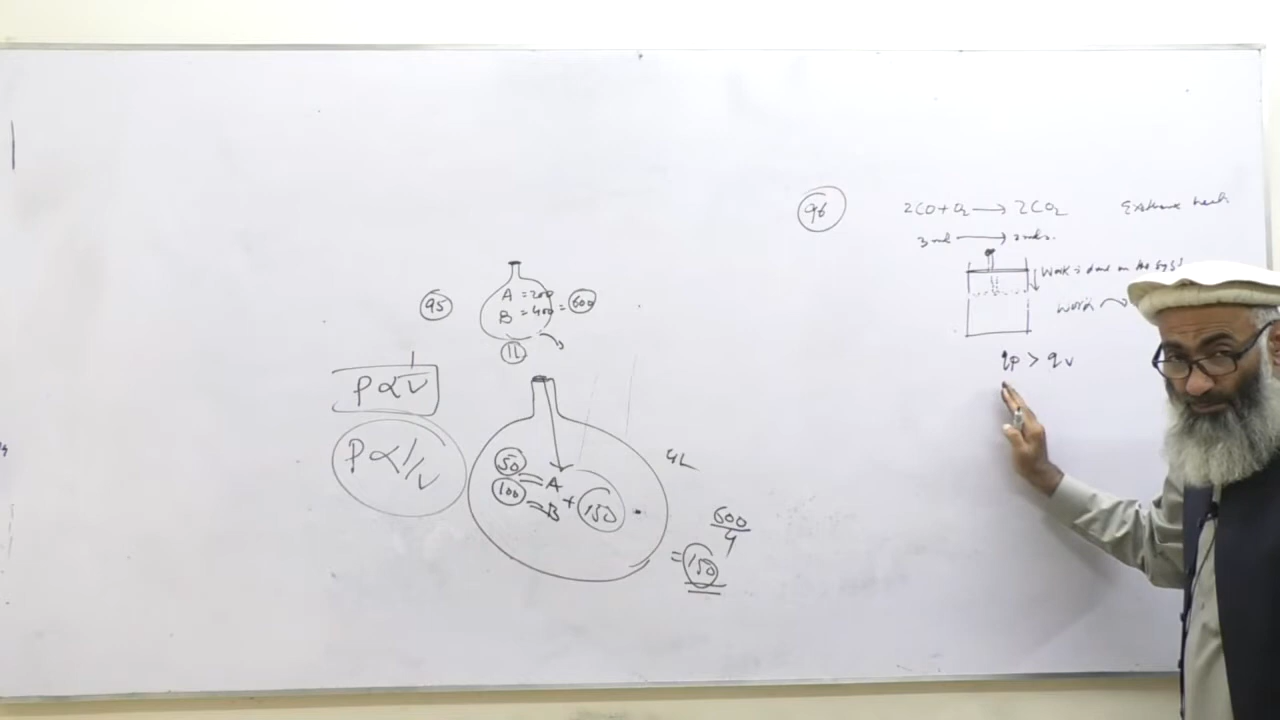 95
A = 200
B = 400
= 600
1L
P ∝ 1/V
P ∝ 1/V
50
100
A
B
+ 150
4L
600/4
= 150
96
2CO + O2 → 2CO2
3 mol → 2 mols.
Work is done on the
qp > qv